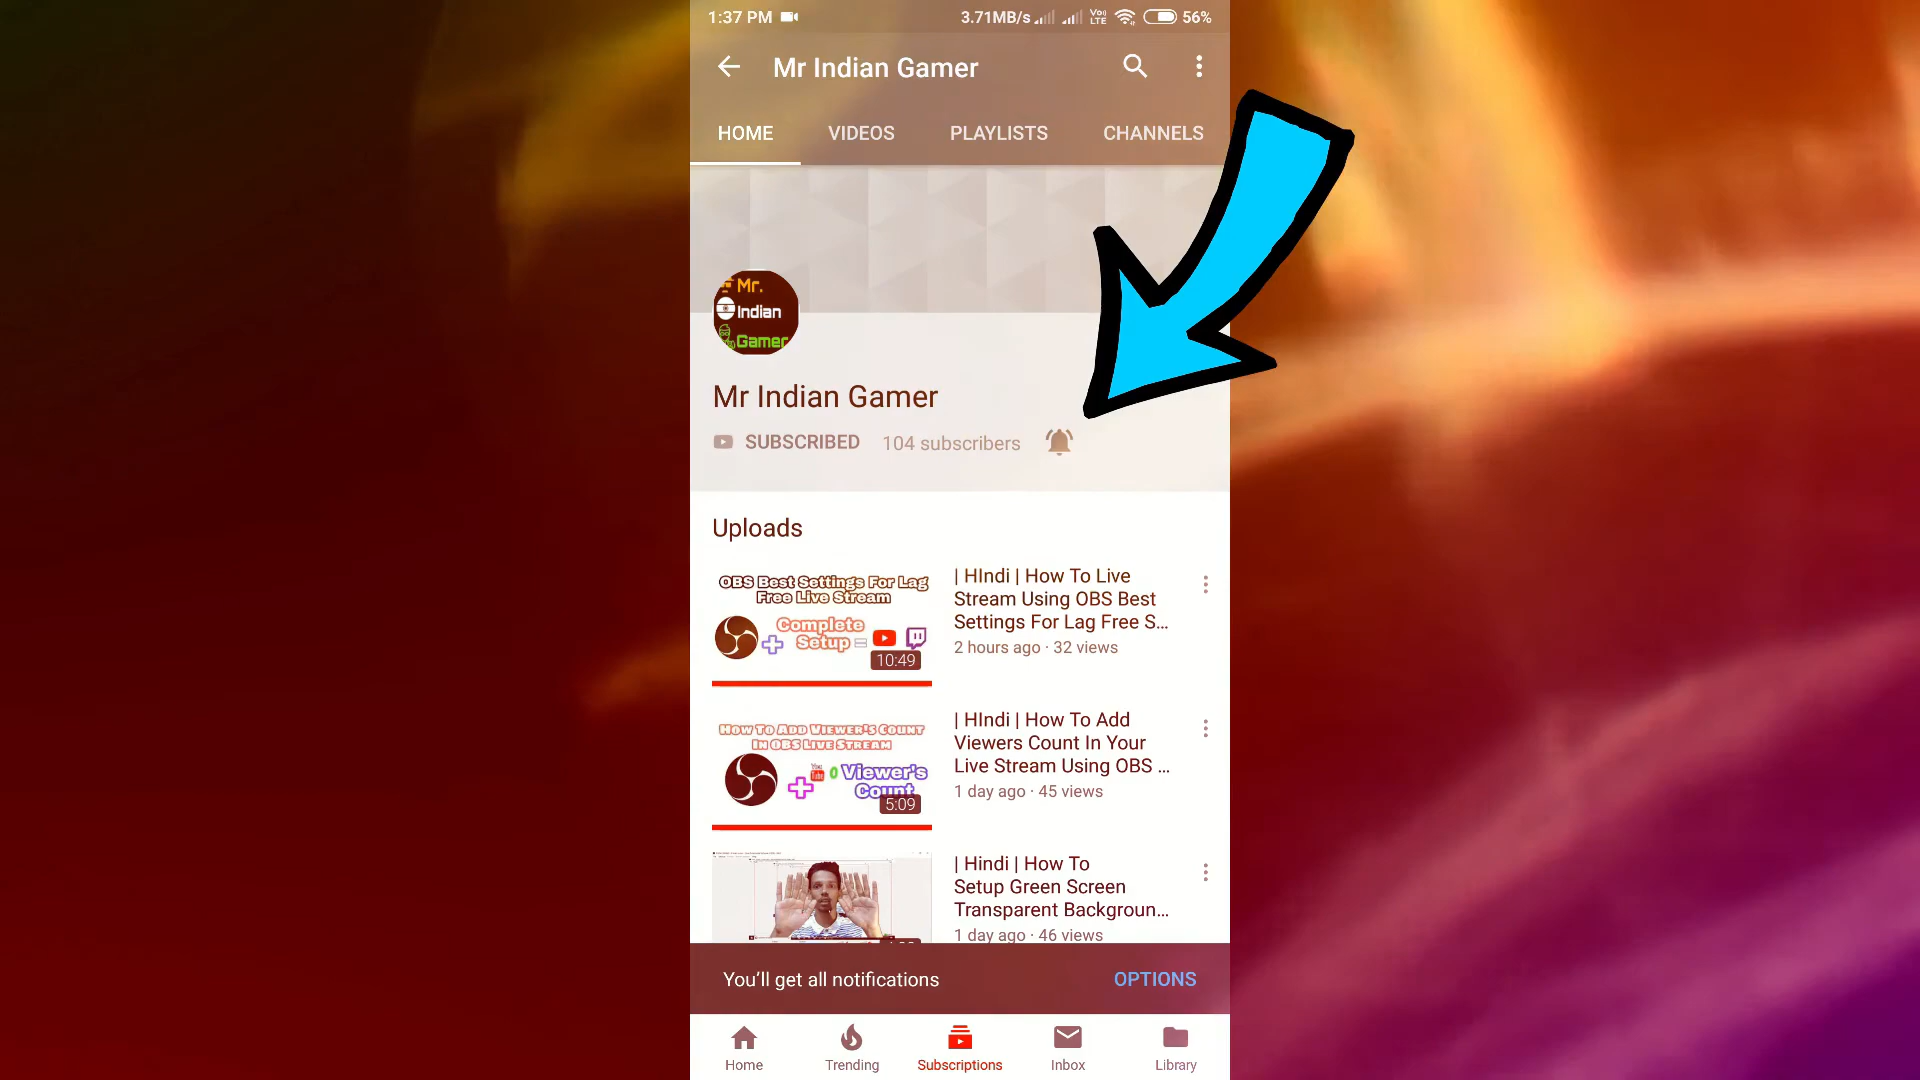 1:37 PM 3.71MB/s Vo) LTE 56%
Mr Indian Gamer
HOME VIDEOS PLAYLISTS CHANNELS
Mr.
Indian
Gamer
Mr Indian Gamer
SUBSCRIBED 104 subscribers
Uploads
OBS Best Settings For Lag
Free Live Stream
Complete
Setup =
10:49
| HIndi | How To Live
Stream Using OBS Best
Settings For Lag Free S...
2 hours ago · 32 views
How To Add Viewer's Count
In OBS Live Stream
You
Tube
0 Viewer's
Count
5:09
| HIndi | How To Add
Viewers Count In Your
Live Stream Using OBS ...
1 day ago · 45 views
| Hindi | How To
Setup Green Screen
Transparent Backgroun...
1 day ago · 46 views
You'll get all notifications OPTIONS
Home Trending Subscriptions Inbox Library